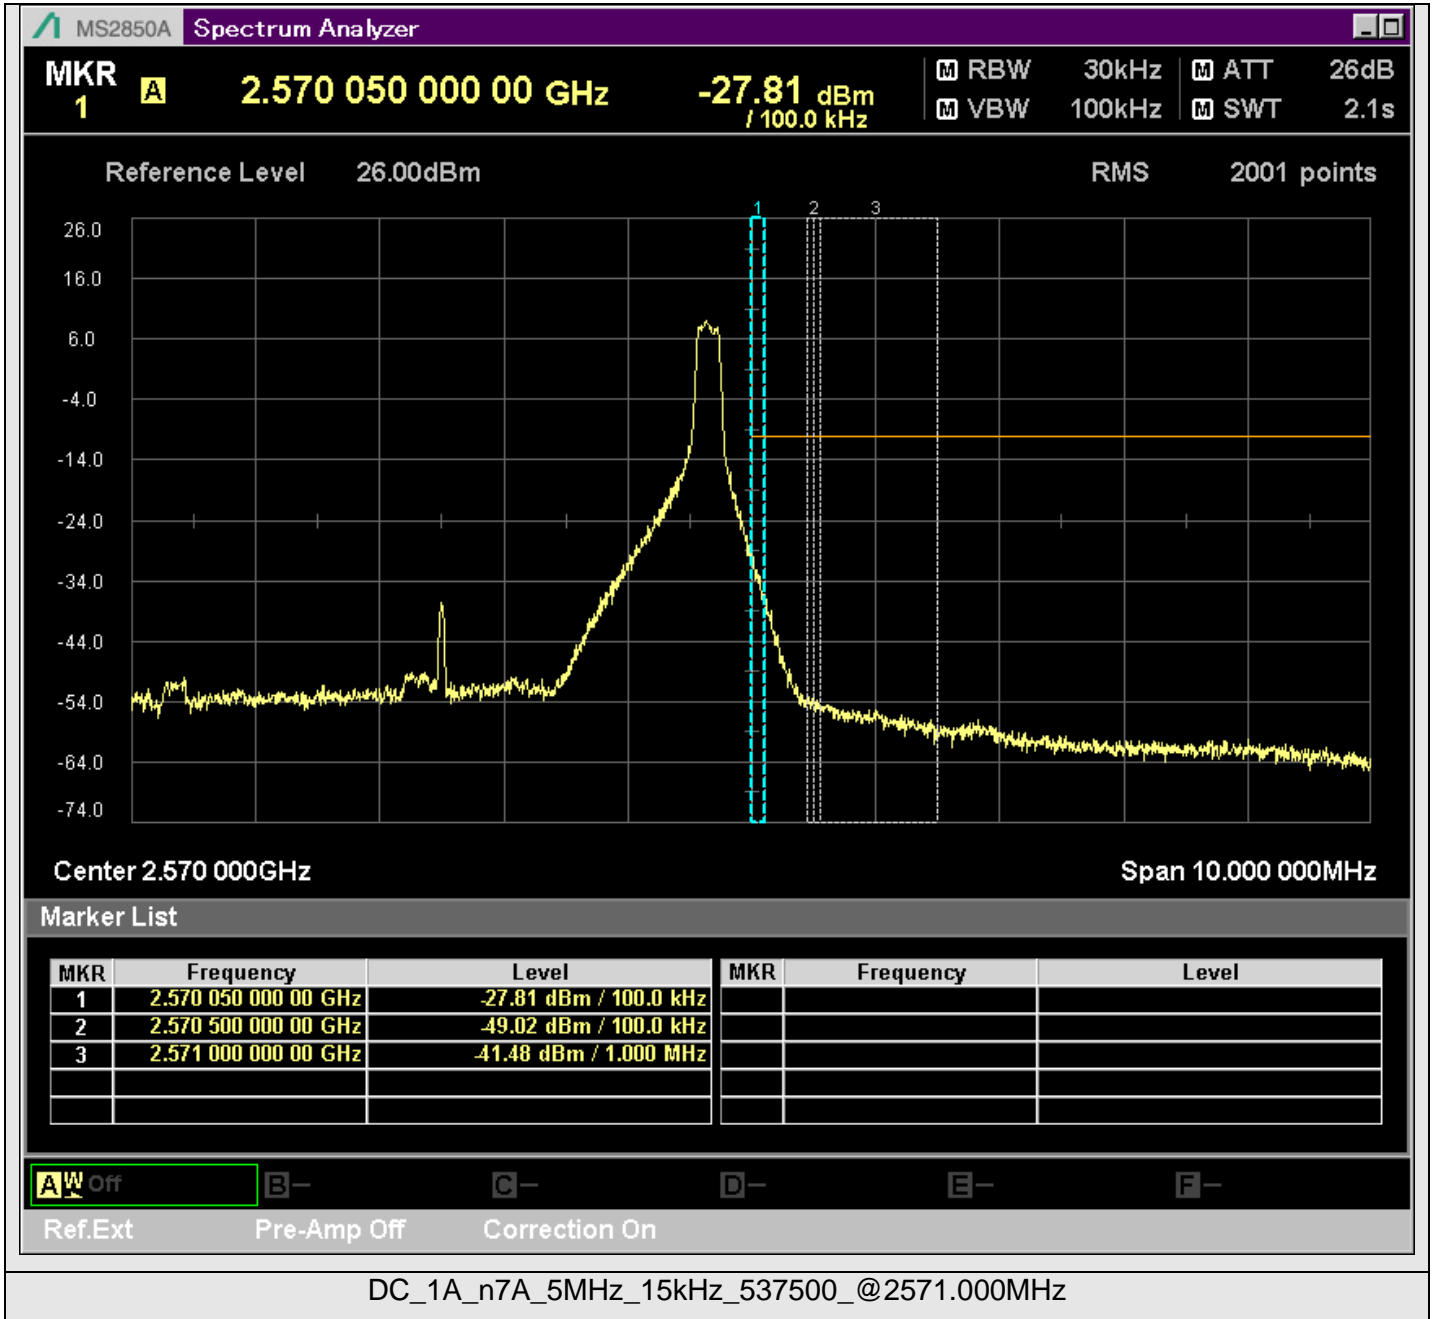 MS2850A Spectrum Analyzer
MKR 1 A 2.570 050 000 00 GHz -27.81 dBm / 100.0 kHz
M RBW 30kHz M ATT 26dB
M VBW 100kHz M SWT 2.1s
Reference Level 26.00dBm RMS 2001 points
1 2 3
26.0
16.0
6.0
-4.0
-14.0
-24.0
-34.0
-44.0
-54.0
-64.0
-74.0
Center 2.570 000GHz Span 10.000 000MHz
Marker List
MKR Frequency Level MKR Frequency Level
1 2.570 050 000 00 GHz -27.81 dBm / 100.0 kHz
2 2.570 500 000 00 GHz -49.02 dBm / 100.0 kHz
3 2.571 000 000 00 GHz -41.48 dBm / 1.000 MHz
A W Off B - C - D - E - F -
Ref.Ext Pre-Amp Off Correction On
DC_1A_n7A_5MHz_15kHz_537500_@2571.000MHz